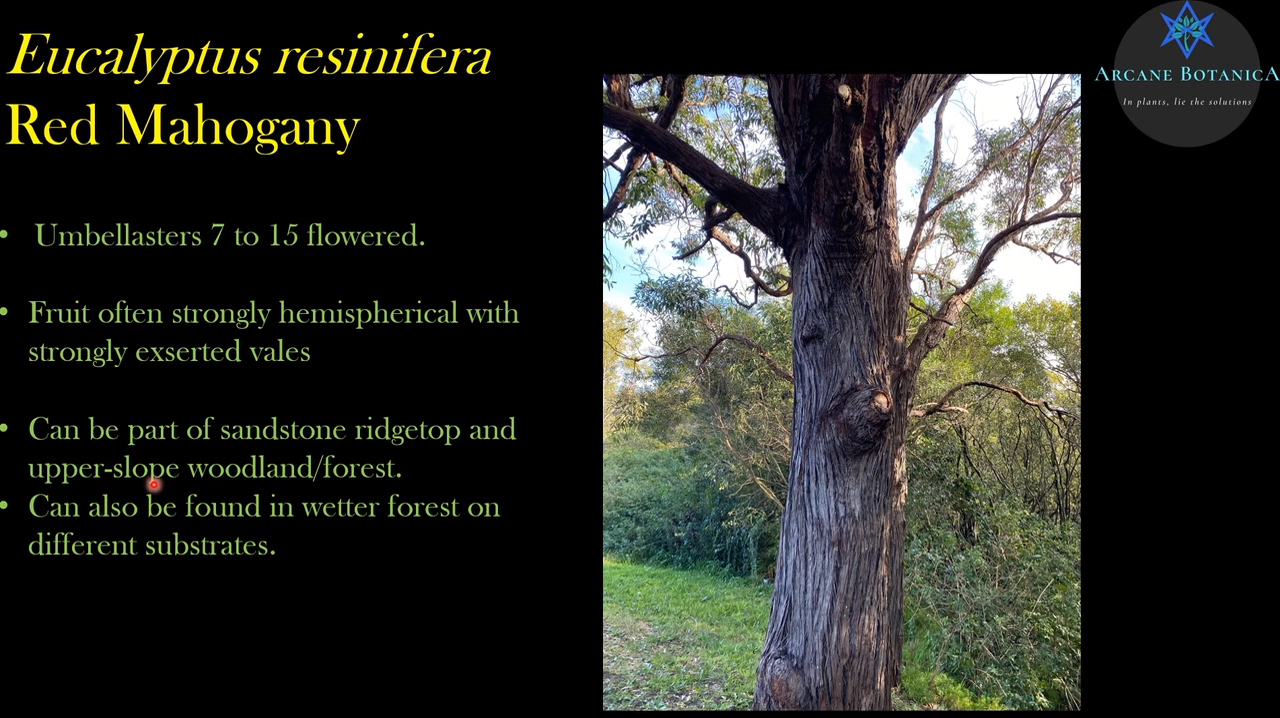 Eucalyptus resinifera
Red Mahogany
• Umbellasters 7 to 15 flowered.
• Fruit often strongly hemispherical with
strongly exserted vales
• Can be part of sandstone ridgetop and
upper-slope woodland/forest.
• Can also be found in wetter forest on
different substrates.
ARCANE BOTANICA
In plants, lie the solutions